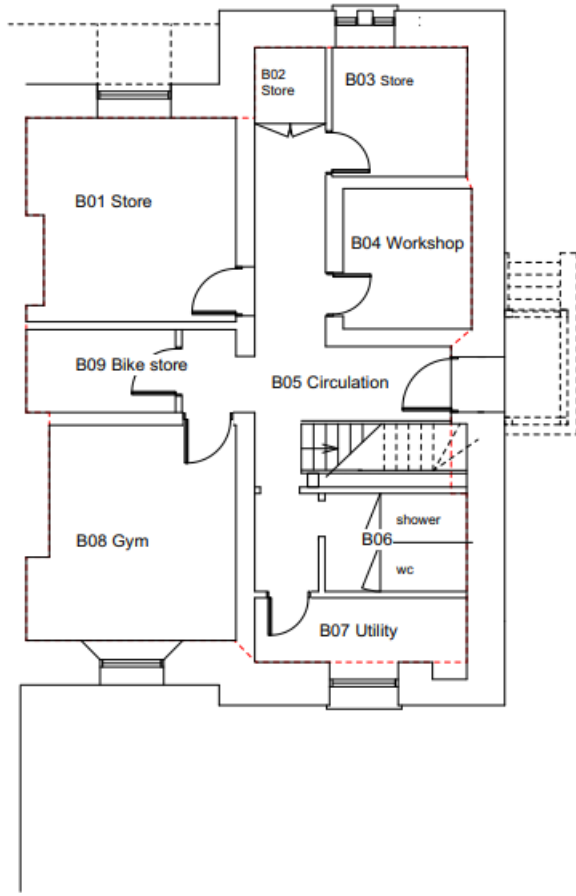 B02
Store
B03 Store
B01 Store
B04 Workshop
B09 Bike store
B05 Circulation
shower
B06
B08 Gym
wc
B07 Utility